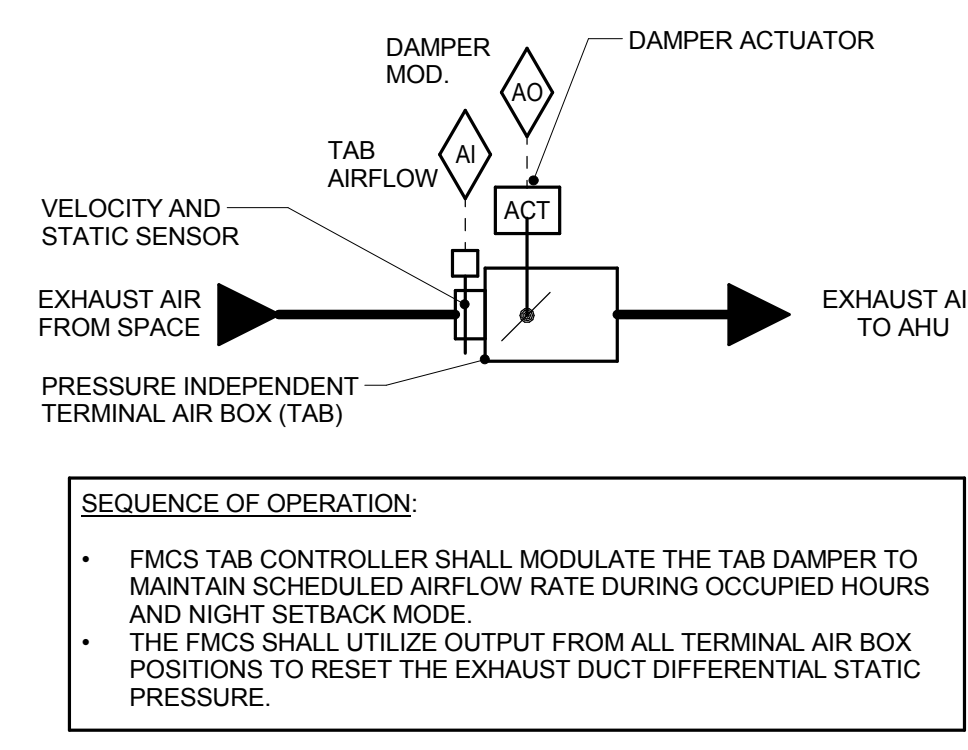 DAMPER
MOD.
DAMPER ACTUATOR
AO
TAB
AIRFLOW
AI
VELOCITY AND
STATIC SENSOR
ACT
EXHAUST AIR
FROM SPACE
EXHAUST AI
TO AHU
PRESSURE INDEPENDENT
TERMINAL AIR BOX (TAB)
SEQUENCE OF OPERATION:
• FMCS TAB CONTROLLER SHALL MODULATE THE TAB DAMPER TO
MAINTAIN SCHEDULED AIRFLOW RATE DURING OCCUPIED HOURS
AND NIGHT SETBACK MODE.
• THE FMCS SHALL UTILIZE OUTPUT FROM ALL TERMINAL AIR BOX
POSITIONS TO RESET THE EXHAUST DUCT DIFFERENTIAL STATIC
PRESSURE.